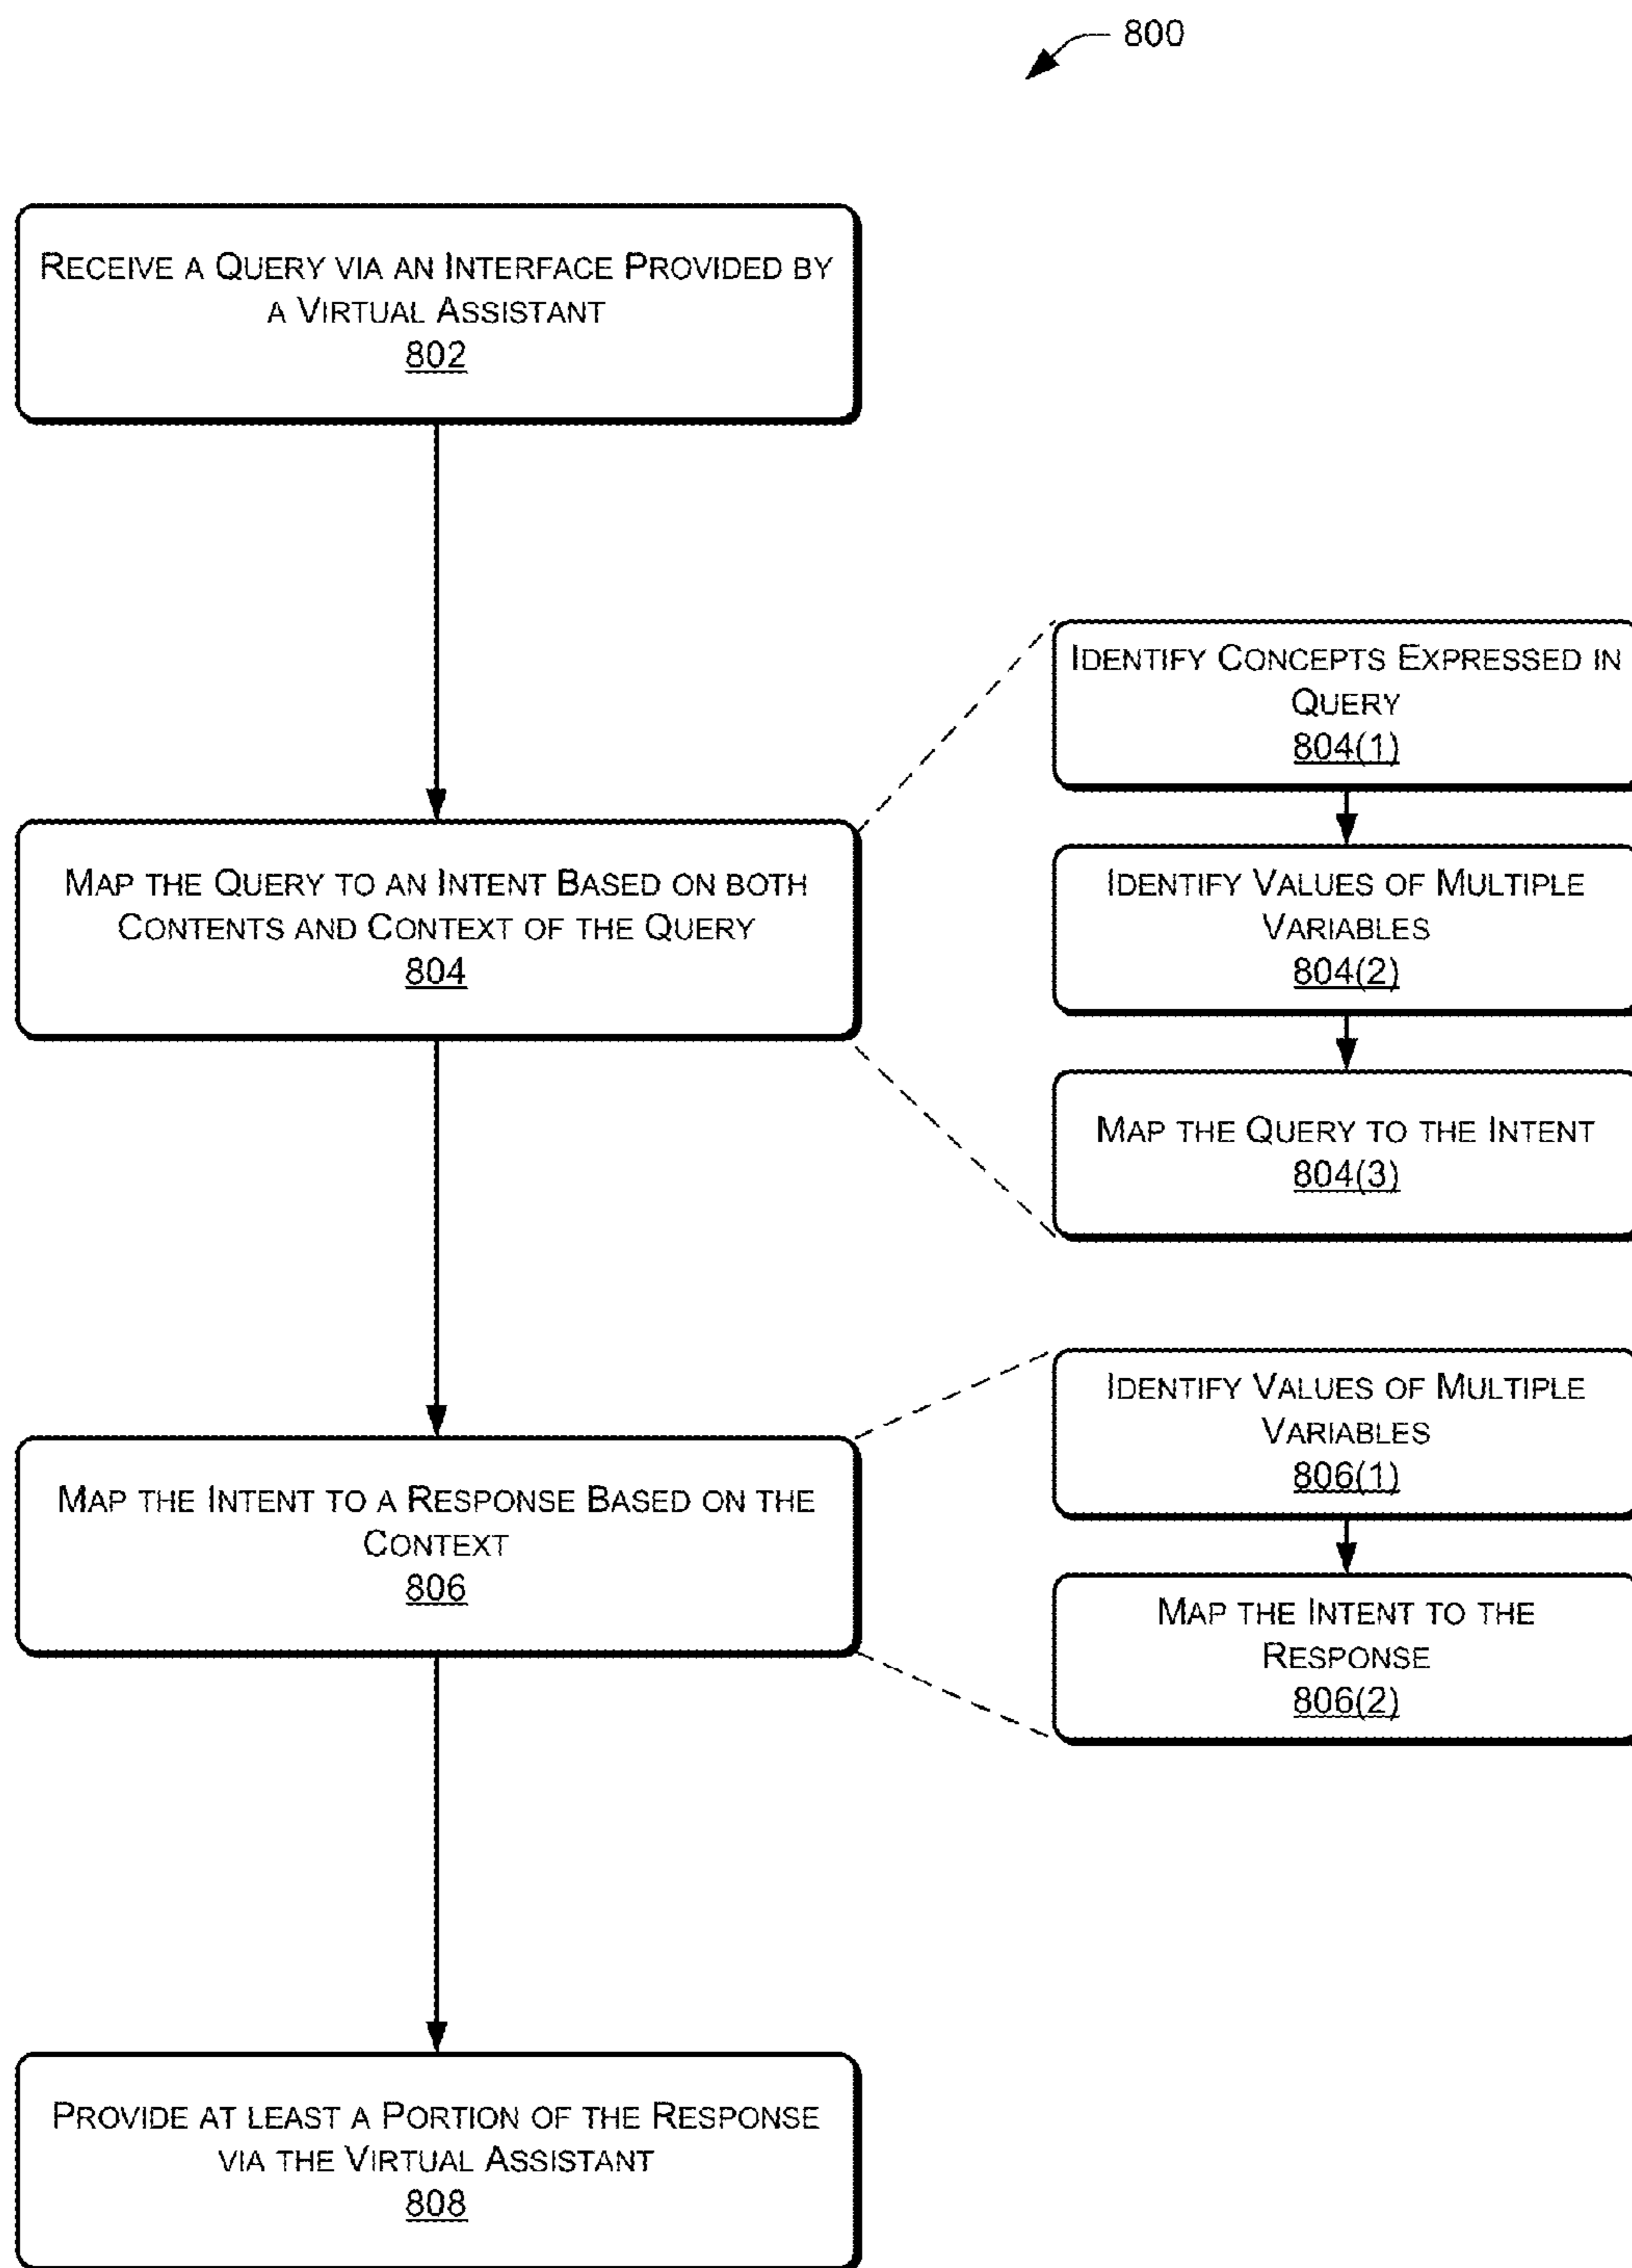 800
RECEIVE A QUERY VIA AN INTERFACE PROVIDED BY
A VIRTUAL ASSISTANT
802
MAP THE QUERY TO AN INTENT BASED ON BOTH
CONTENTS AND CONTEXT OF THE QUERY
804
IDENTIFY CONCEPTS EXPRESSED IN
QUERY
804(1)
IDENTIFY VALUES OF MULTIPLE
VARIABLES
804(2)
MAP THE QUERY TO THE INTENT
804(3)
MAP THE INTENT TO A RESPONSE BASED ON THE
CONTEXT
806
IDENTIFY VALUES OF MULTIPLE
VARIABLES
806(1)
MAP THE INTENT TO THE
RESPONSE
806(2)
PROVIDE AT LEAST A PORTION OF THE RESPONSE
VIA THE VIRTUAL ASSISTANT
808